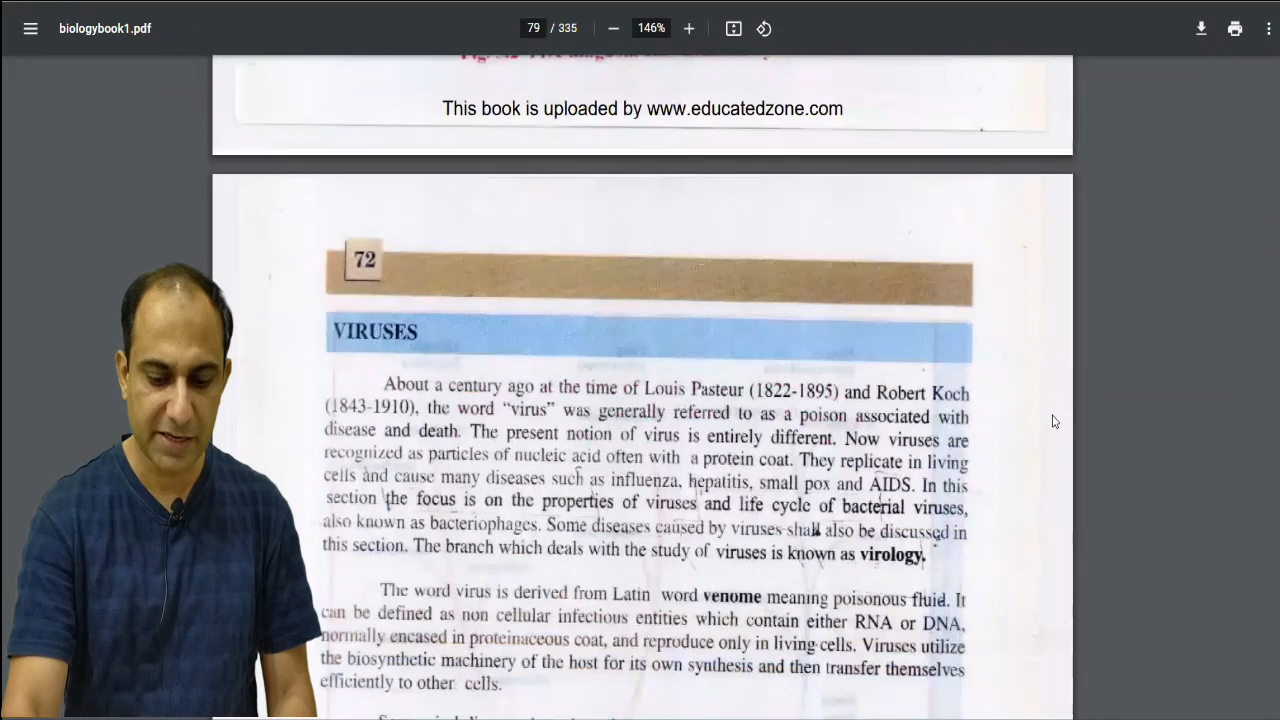 biologybook1.pdf
79 / 335
146%
This book is uploaded by www.educatedzone.com
72
VIRUSES
About a century ago at the time of Louis Pasteur (1822-1895) and Robert Koch
(1843-1910), the word "virus" was generally referred to as a poison associated with
disease and death. The present notion of virus is entirely different. Now viruses are
recognized as particles of nucleic acid often with a protein coat. They replicate in living
cells and cause many diseases such as influenza, hepatitis, small pox and AIDS. In this
section the focus is on the properties of viruses and life cycle of bacterial viruses,
also known as bacteriophages. Some diseases caused by viruses shall also be discussed in
this section. The branch which deals with the study of viruses is known as virology.
The word virus is derived from Latin word venome meaning poisonous fluid. It
can be defined as non cellular infectious entities which contain either RNA or DNA,
normally encased in proteinaceous coat, and reproduce only in living cells. Viruses utilize
the biosynthetic machinery of the host for its own synthesis and then transfer themselves
efficiently to other cells.